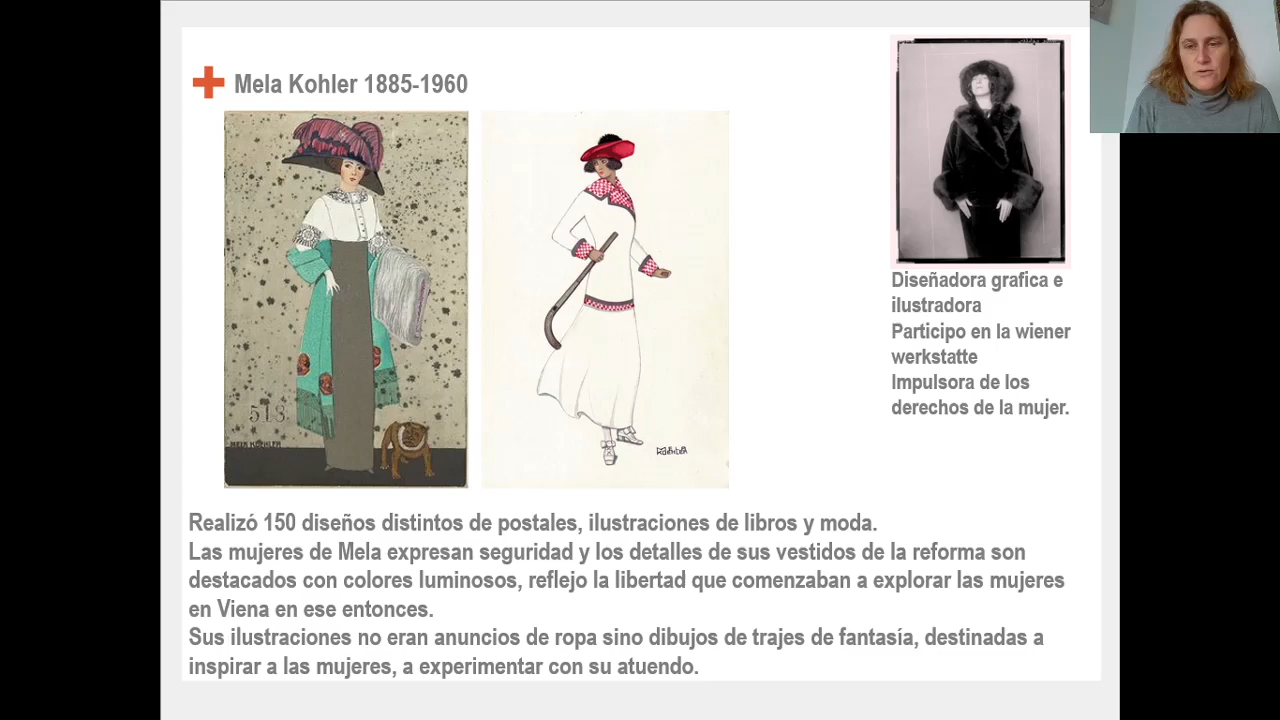 Mela Kohler 1885-1960
Diseñadora grafica e
ilustradora
Participo en la wiener
werkstatte
Impulsora de los
derechos de la mujer.
513
MELA KOEHLER
KOEHLER
Realizó 150 diseños distintos de postales, ilustraciones de libros y moda.
Las mujeres de Mela expresan seguridad y los detalles de sus vestidos de la reforma son
destacados con colores luminosos, reflejo la libertad que comenzaban a explorar las mujeres
en Viena en ese entonces.
Sus ilustraciones no eran anuncios de ropa sino dibujos de trajes de fantasía, destinadas a
inspirar a las mujeres, a experimentar con su atuendo.